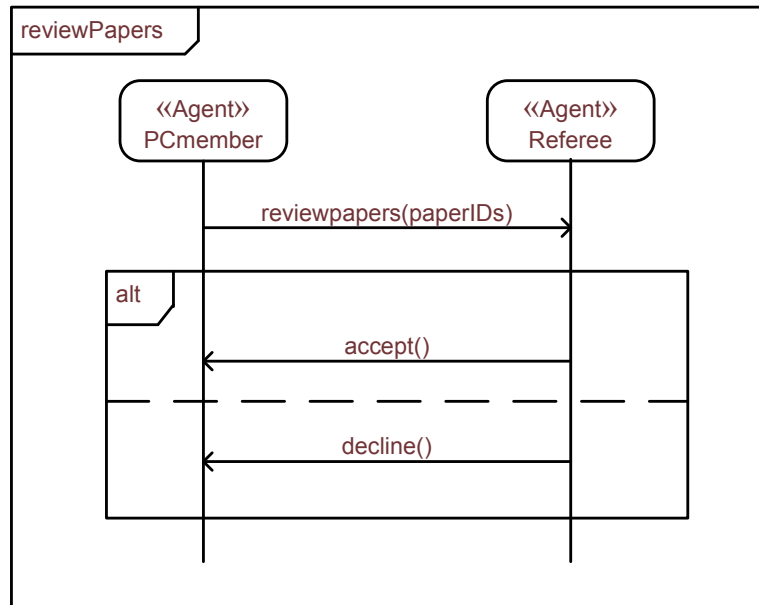 reviewPapers
«Agent»
PCmember
«Agent»
Referee
reviewpapers(paperIDs)
alt
accept()
decline()